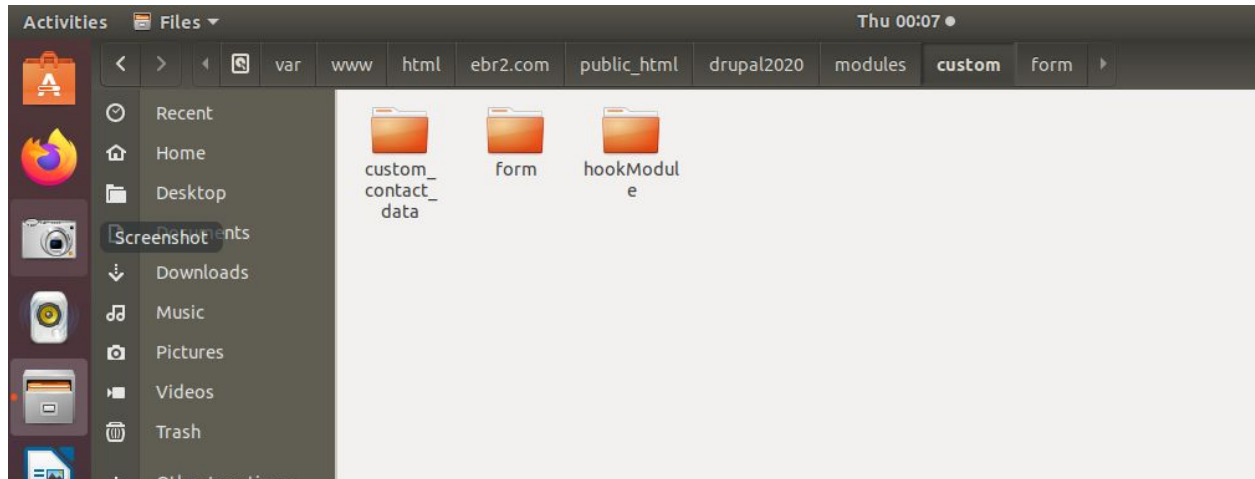 Activities Files Thu 00:07
var www html ebr2.com public_html drupal2020 modules custom form
Recent
Home
Desktop
Screenshot
Downloads
Music
Pictures
Videos
Trash
custom_
contact_
data
form
hookModul
e